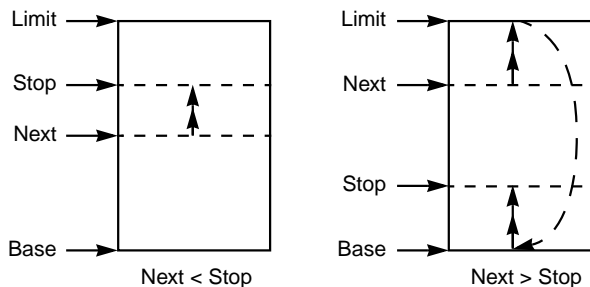 Limit
Stop
Next
Base
Next < Stop
Limit
Next
Stop
Base
Next > Stop